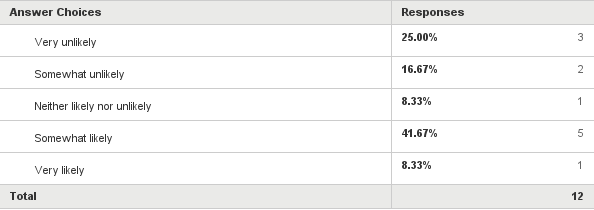 Answer Choices Responses
Very unlikely 25.00% 3
Somewhat unlikely 16.67% 2
Neither likely nor unlikely 8.33% 1
Somewhat likely 41.67% 5
Very likely 8.33% 1
Total 12